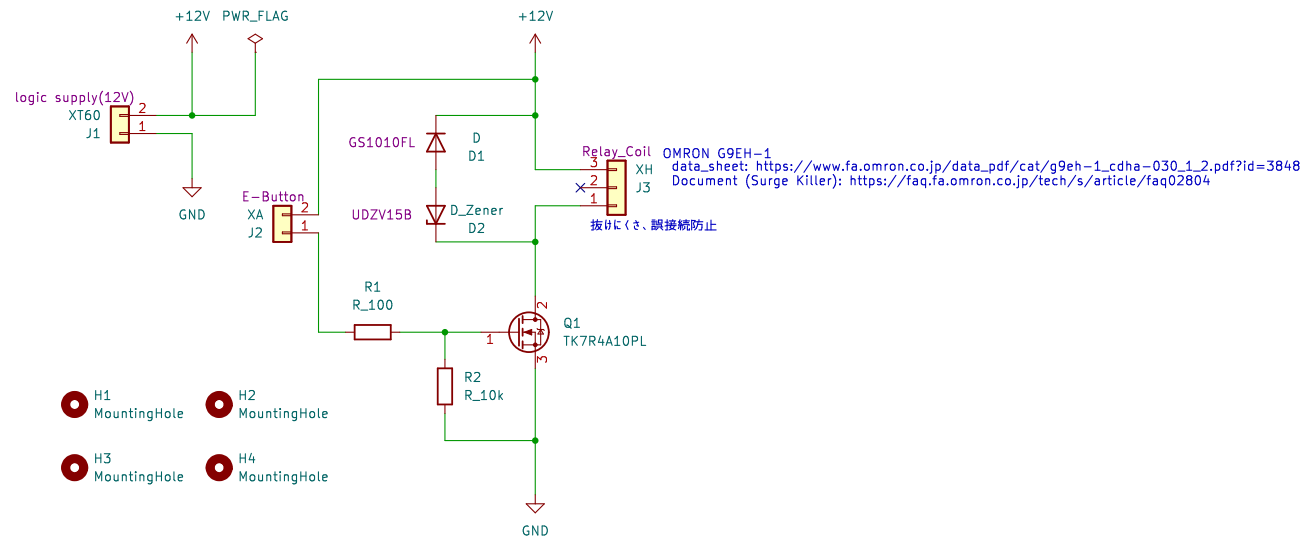 +12V PWR_FLAG
+12V
logic supply(12V)
XT60
J1
2
1
GND
E-Button
XA
J2
2
1
GS1010FL
D
D1
UDZV15B
D_Zener
D2
Relay_Coil
3
2
1
XH
J3
OMRON G9EH-1
data_sheet: https://www.fa.omron.co.jp/data_pdf/cat/g9eh-1_cdha-030_1_2.pdf?id=3848
Document (Surge Killer): https://faq.fa.omron.co.jp/tech/s/article/faq02804
抜けにくさ、誤接続防止
R1
R_100
2
1
3
Q1
TK7R4A10PL
R2
R_10k
H1
MountingHole
H2
MountingHole
H3
MountingHole
H4
MountingHole
GND